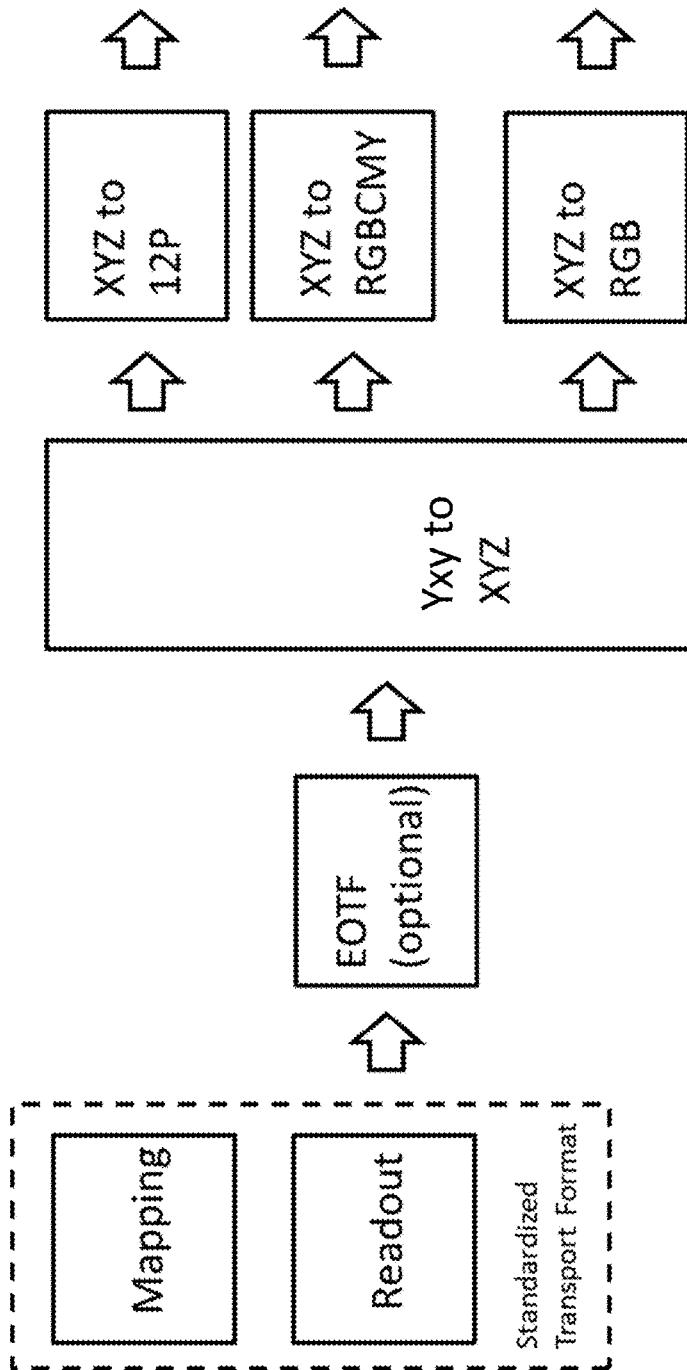 Mapping
Readout
Standardized
Transport Format
EOTF
(optional)
Yxy to
XYZ
XYZ to
12P
XYZ to
RGBCMY
XYZ to
RGB